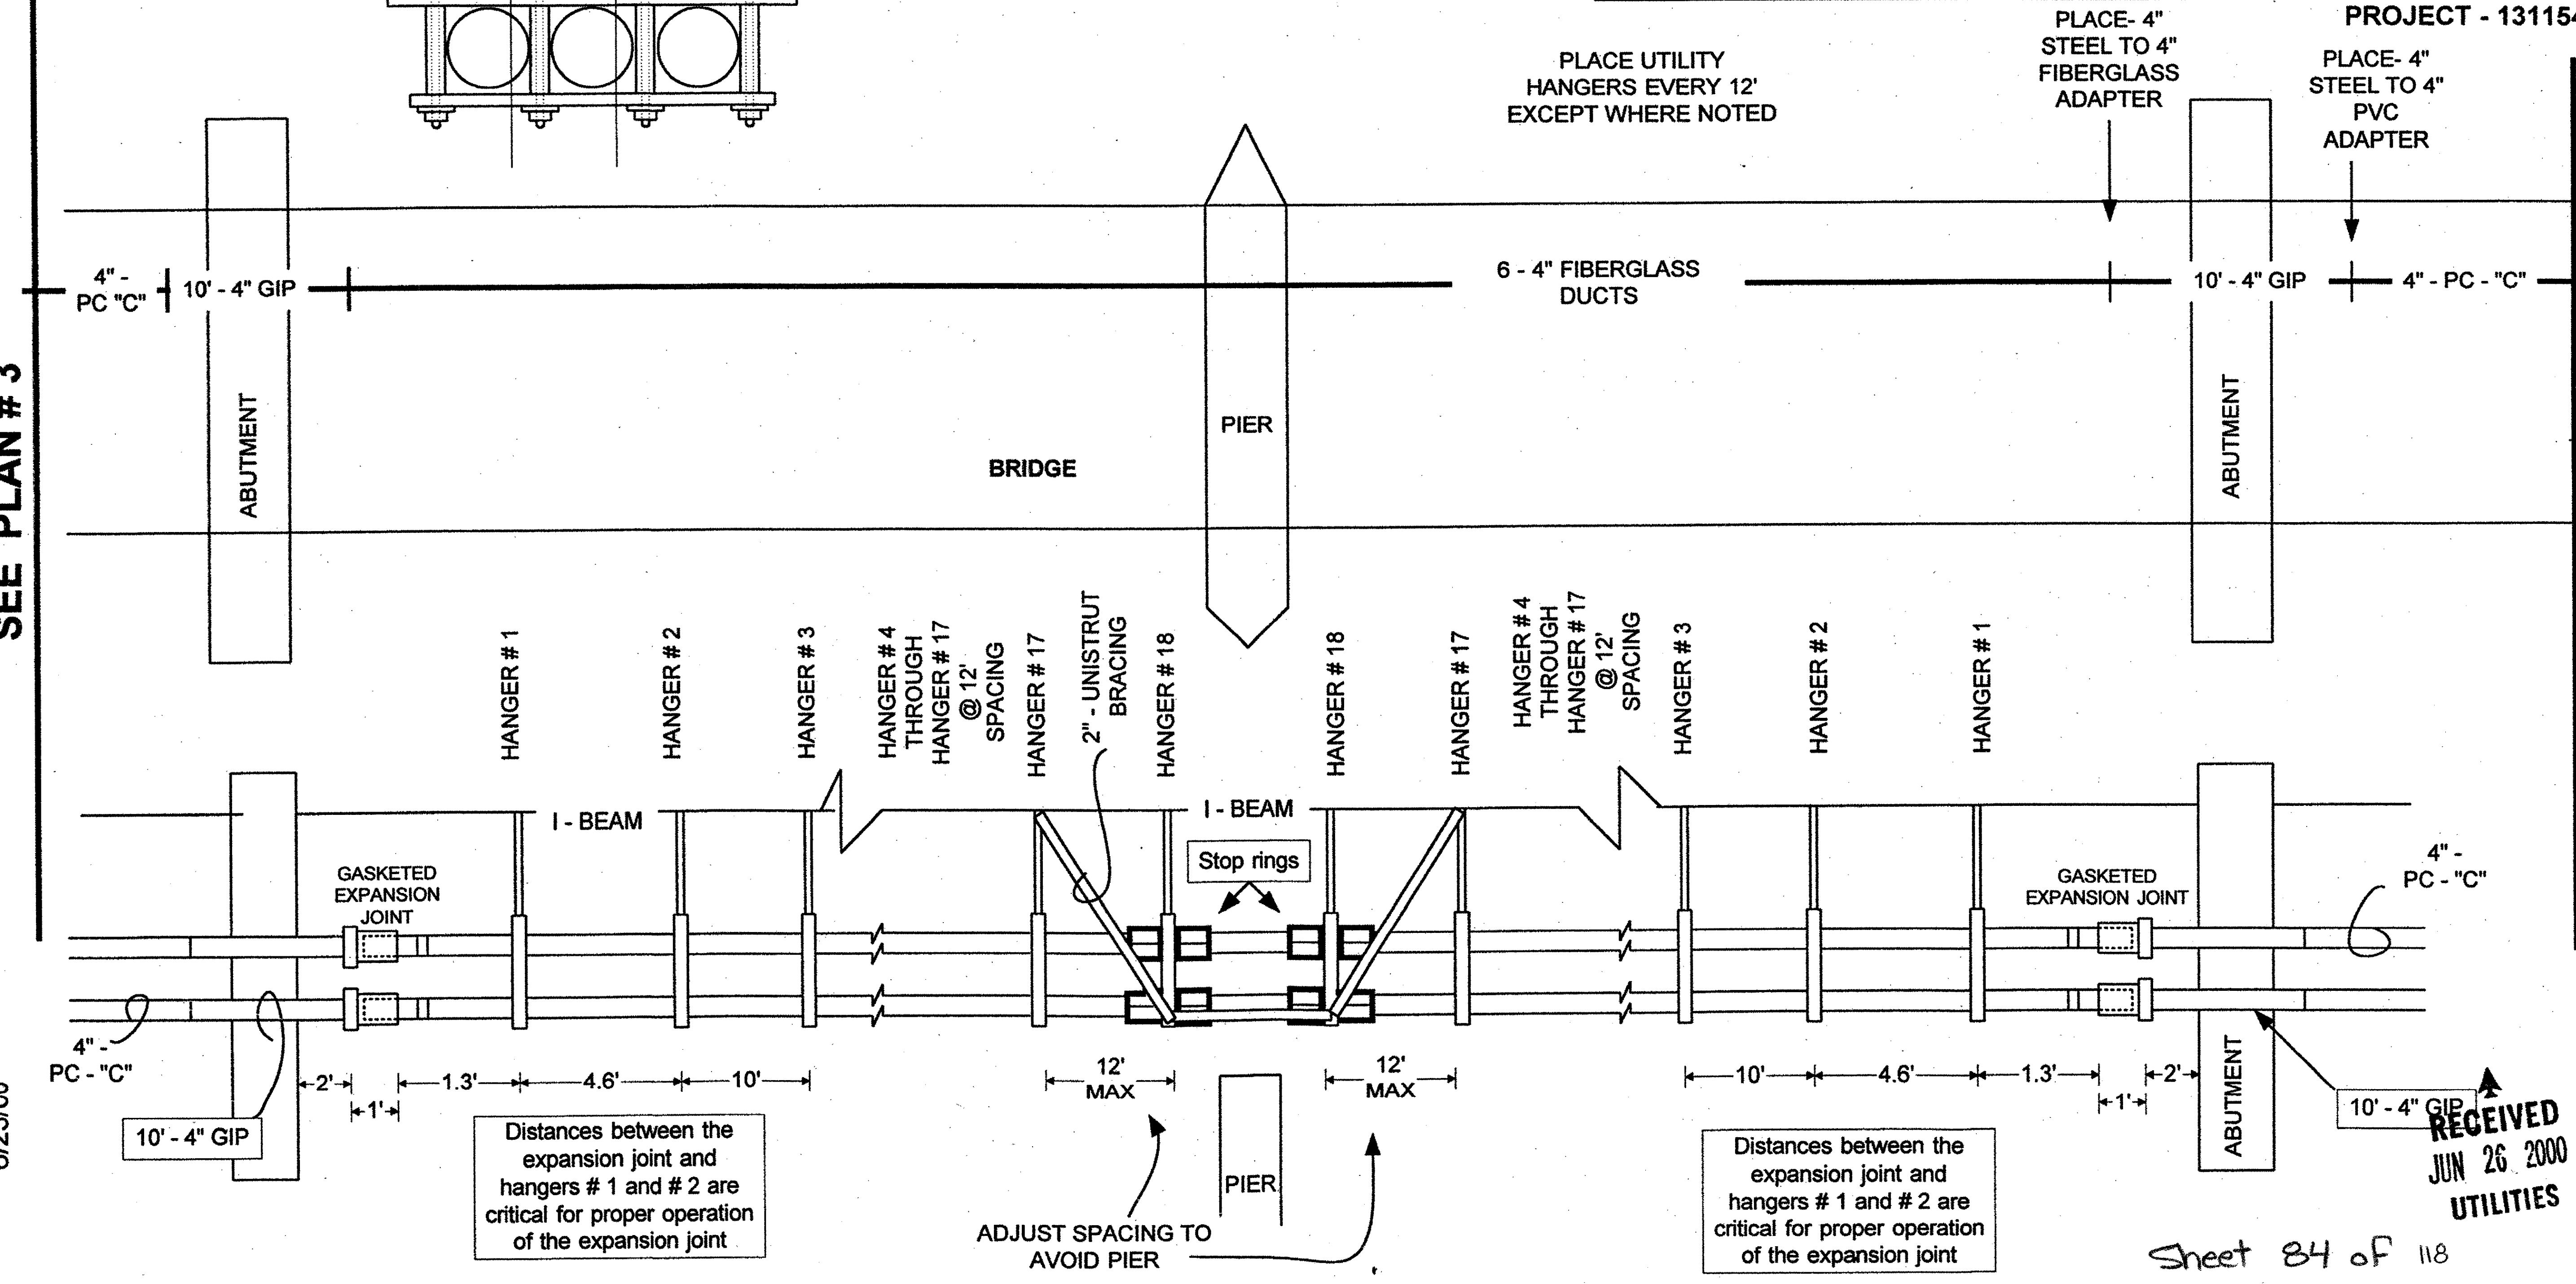 PROJECT - 131154
PLACE UTILITY
HANGERS EVERY 12'
EXCEPT WHERE NOTED
PLACE- 4"
STEEL TO 4"
FIBERGLASS
ADAPTER
PLACE- 4"
STEEL TO 4"
PVC
ADAPTER
SEE PLAN # 3
4" -
PC "C"
10' - 4" GIP
6 - 4" FIBERGLASS
DUCTS
10' - 4" GIP
4" - PC - "C"
ABUTMENT
BRIDGE
PIER
ABUTMENT
HANGER # 1
HANGER # 2
HANGER # 3
HANGER # 4
THROUGH
HANGER # 17
@ 12'
SPACING
HANGER # 17
2" - UNISTRUT
BRACING
HANGER # 18
HANGER # 18
HANGER # 17
HANGER # 4
THROUGH
HANGER # 17
@ 12'
SPACING
HANGER # 3
HANGER # 2
HANGER # 1
I - BEAM
I - BEAM
GASKETED
EXPANSION
JOINT
Stop rings
GASKETED
EXPANSION JOINT
4" -
PC - "C"
4" -
PC - "C"
2'
1'
1.3'
4.6'
10'
12'
MAX
12'
MAX
10'
4.6'
1.3'
1'
2'
10' - 4" GIP
Distances between the
expansion joint and
hangers # 1 and # 2 are
critical for proper operation
of the expansion joint
ADJUST SPACING TO
AVOID PIER
PIER
Distances between the
expansion joint and
hangers # 1 and # 2 are
critical for proper operation
of the expansion joint
ABUTMENT
10' - 4" GIP
RECEIVED
JUN 26 2000
UTILITIES
Sheet 84 of 118